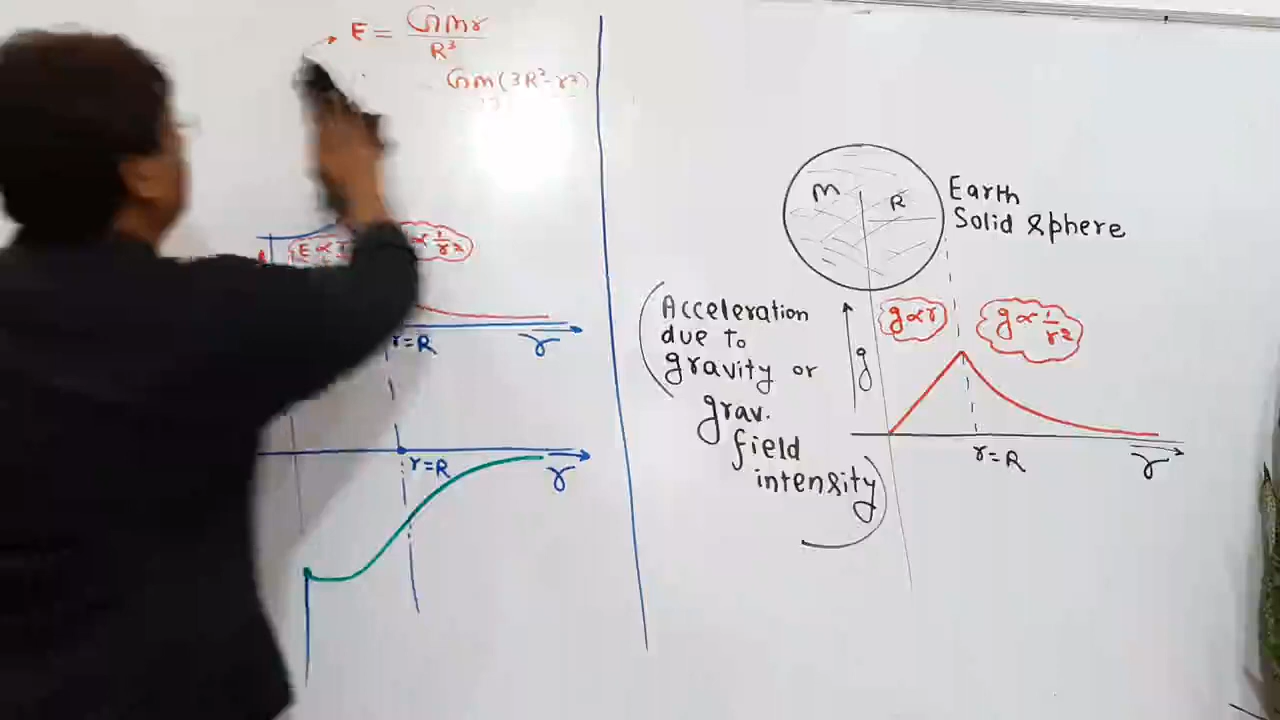 E = Gmr
R³
Gm(3R²-r²)
E ∝ r
∝ 1/r²
r=R
r
r=R
r
m
R
Earth
Solid sphere
Acceleration
due to
gravity or
grav.
field
intensity
g
g∝r
g∝1/r²
r=R
r